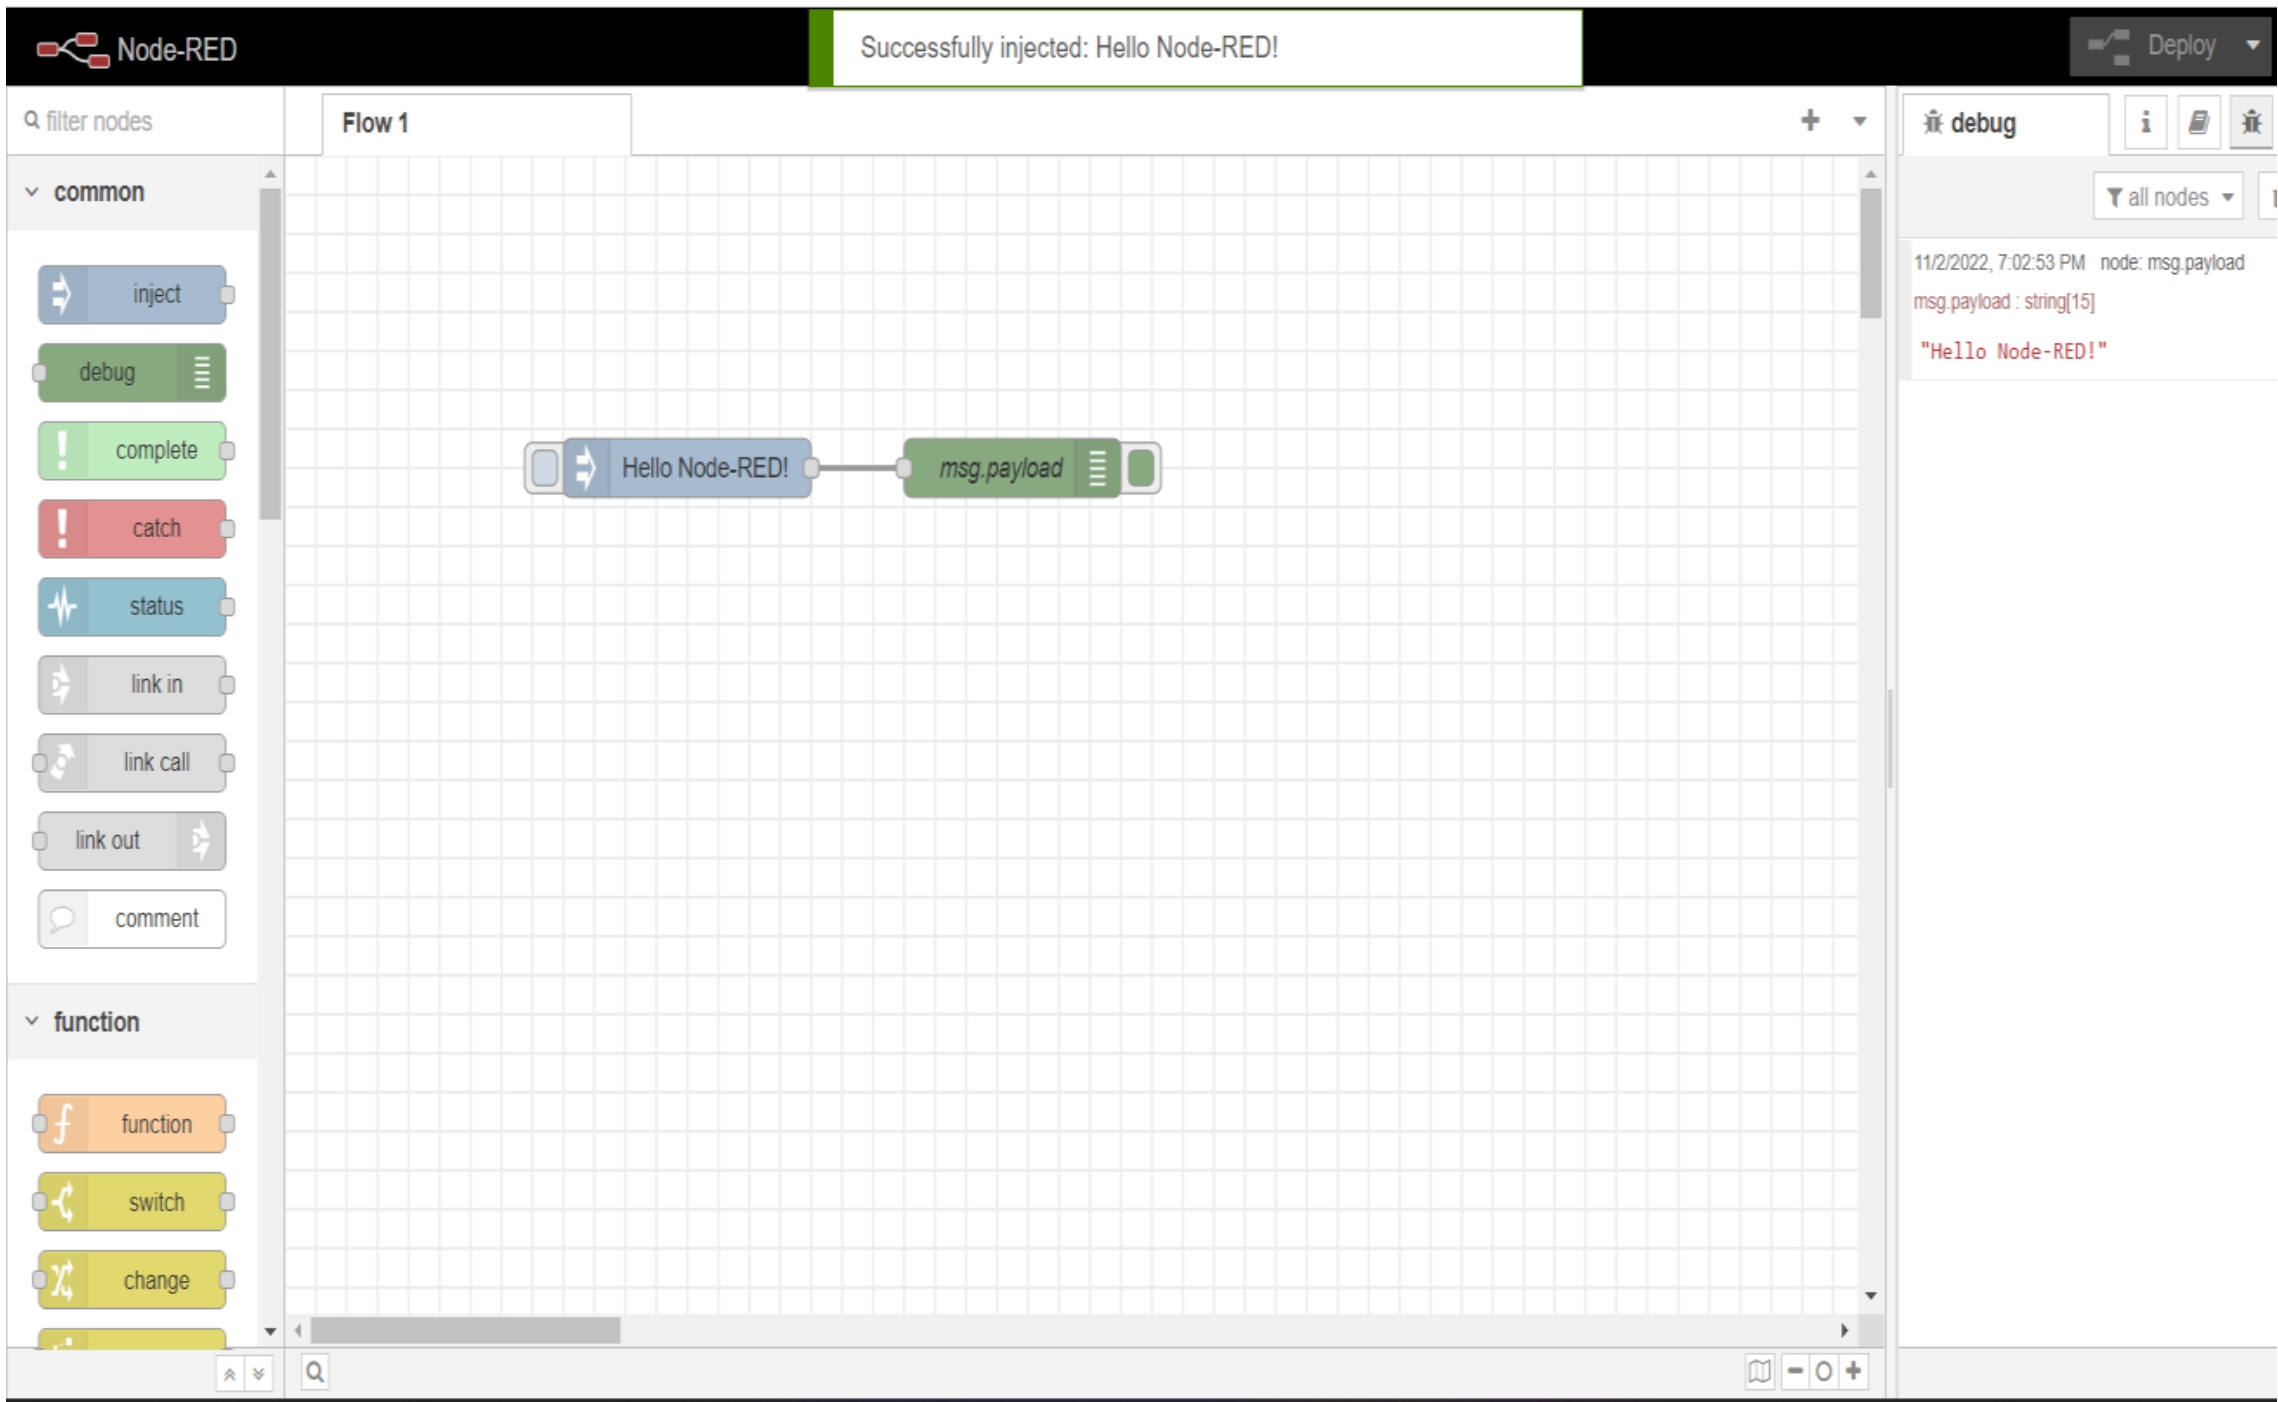 Node-RED
Successfully injected: Hello Node-RED!
Deploy
filter nodes
Flow 1
debug
i
common
all nodes
inject
11/2/2022, 7:02:53 PM node: msg.payload
msg.payload : string[15]
"Hello Node-RED!"
debug
complete
Hello Node-RED!
msg.payload
catch
status
link in
link call
link out
comment
function
function
switch
change